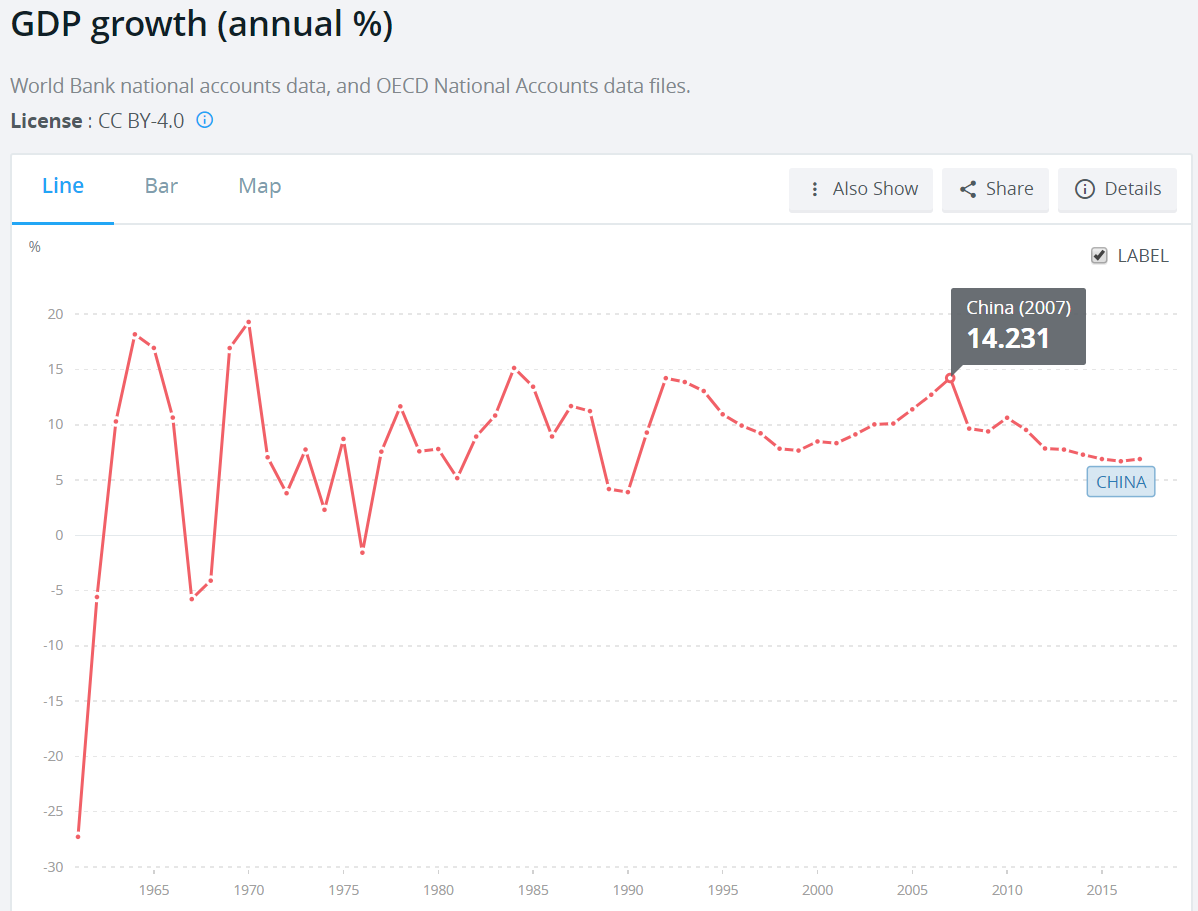 GDP growth (annual %)
World Bank national accounts data, and OECD National Accounts data files.
License : CC BY-4.0
Line Bar Map Also Show Share Details
%
LABEL
China (2007)
14.231
20
15
10
5
0
-5
-10
-15
-20
-25
-30
CHINA
1965 1970 1975 1980 1985 1990 1995 2000 2005 2010 2015